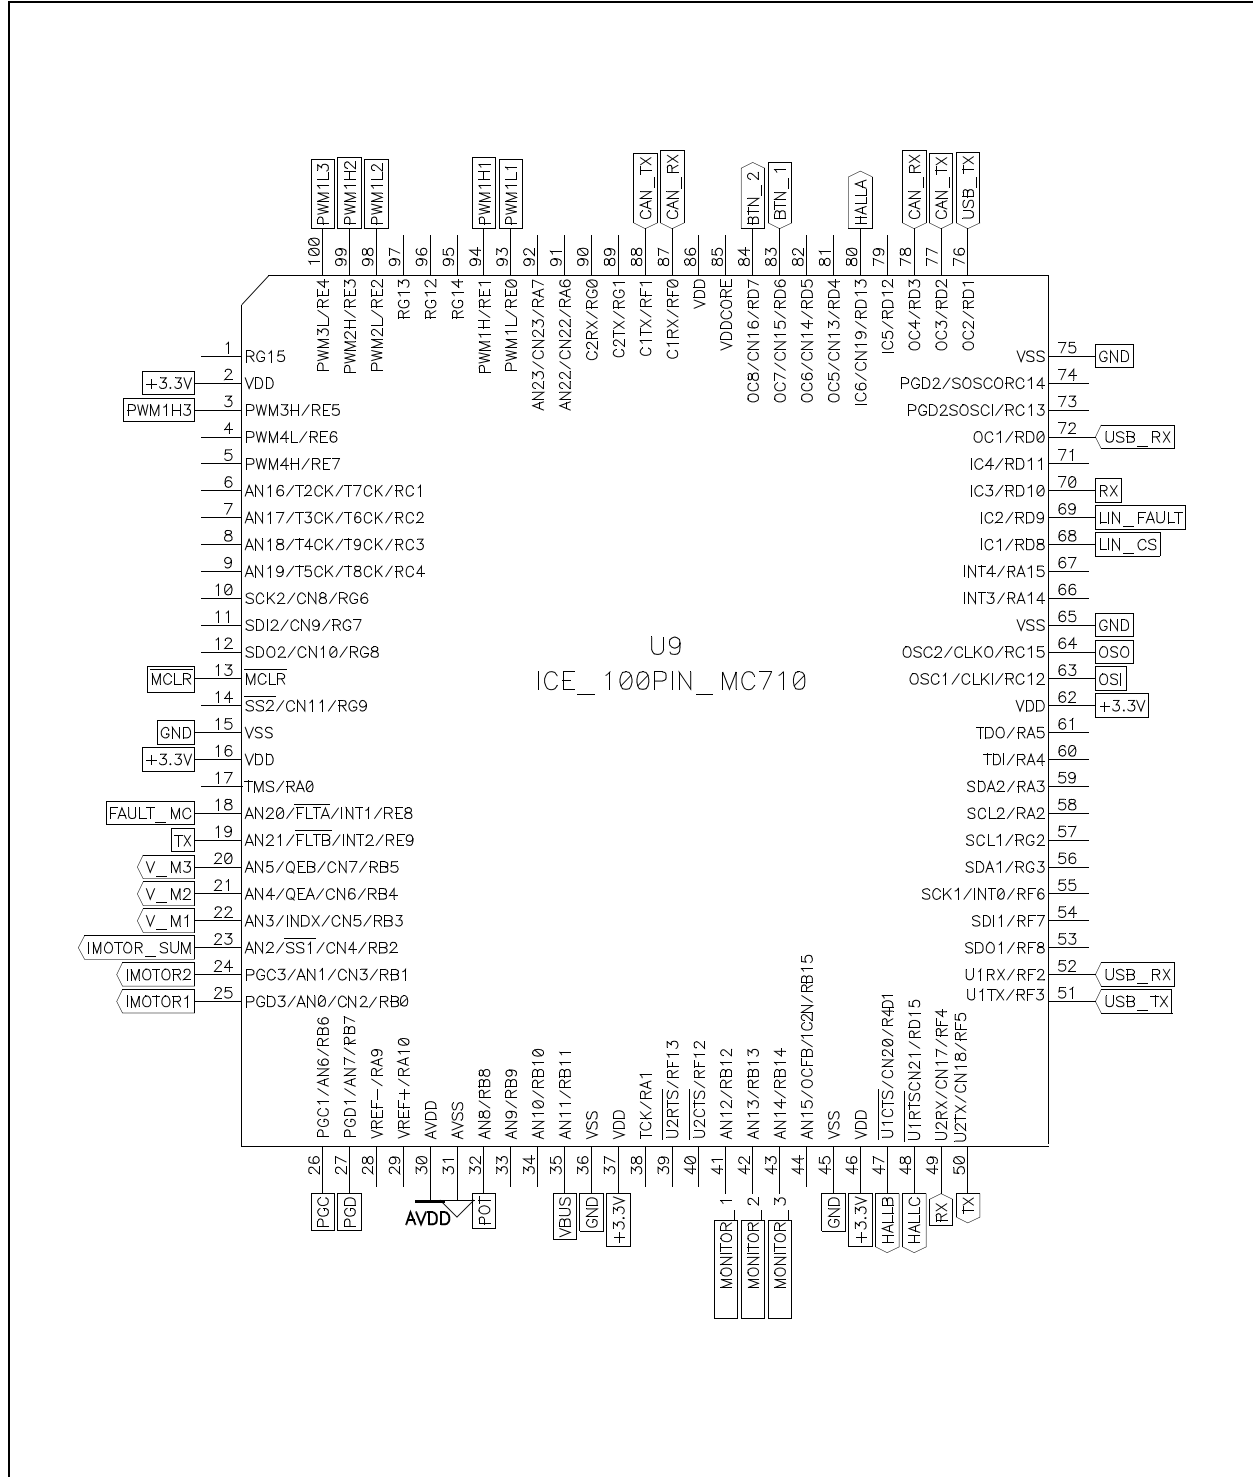 PWM1L3
PWM1H2
PWM1L2
PWM1H1
PWM1L1
CAN_TX
CAN_RX
BTN_2
BTN_1
HALLA
CAN_RX
CAN_TX
USB_TX
100
99
98
97
96
95
94
93
92
91
90
89
88
87
86
85
84
83
82
81
80
79
78
77
76
PWM3L/RE4
PWM2H/RE3
PWM2L/RE2
RG13
RG12
RG14
PWM1H/RE1
PWM1L/RE0
AN23/CN23/RA7
AN22/CN22/RA6
C2RX/RG0
C2TX/RG1
C1TX/RF1
C1RX/RF0
VDD
VDDCORE
OC8/CN16/RD7
OC7/CN15/RD6
OC6/CN14/RD5
OC5/CN13/RD4
IC6/CN19/RD13
IC5/RD12
OC4/RD3
OC3/RD2
OC2/RD1
1 RG15
+3.3V 2 VDD
PWM1H3 3 PWM3H/RE5
4 PWM4L/RE6
5 PWM4H/RE7
6 AN16/T2CK/T7CK/RC1
7 AN17/T3CK/T6CK/RC2
8 AN18/T4CK/T9CK/RC3
9 AN19/T5CK/T8CK/RC4
10 SCK2/CN8/RG6
11 SDI2/CN9/RG7
12 SDO2/CN10/RG8
MCLR 13 MCLR
14 SS2/CN11/RG9
GND 15 VSS
+3.3V 16 VDD
17 TMS/RA0
FAULT_MC 18 AN20/FLTA/INT1/RE8
TX 19 AN21/FLTB/INT2/RE9
V_M3 20 AN5/QEB/CN7/RB5
V_M2 21 AN4/QEA/CN6/RB4
V_M1 22 AN3/INDX/CN5/RB3
IMOTOR_SUM 23 AN2/SS1/CN4/RB2
IMOTOR2 24 PGC3/AN1/CN3/RB1
IMOTOR1 25 PGD3/AN0/CN2/RB0
U9
ICE_100PIN_MC710
VSS 75 GND
PGD2/SOSCORC14 74
PGD2SOSCI/RC13 73
OC1/RD0 72 USB_RX
IC4/RD11 71
IC3/RD10 70 RX
IC2/RD9 69 LIN_FAULT
IC1/RD8 68 LIN_CS
INT4/RA15 67
INT3/RA14 66
VSS 65 GND
OSC2/CLKO/RC15 64 OSO
OSC1/CLKI/RC12 63 OSI
VDD 62 +3.3V
TDO/RA5 61
TDI/RA4 60
SDA2/RA3 59
SCL2/RA2 58
SCL1/RG2 57
SDA1/RG3 56
SCK1/INT0/RF6 55
SDI1/RF7 54
SDO1/RF8 53
U1RX/RF2 52 USB_RX
U1TX/RF3 51 USB_TX
PGC1/AN6/RB6
PGD1/AN7/RB7
VREF-/RA9
VREF+/RA10
AVDD
AVSS
AN8/RB8
AN9/RB9
AN10/RB10
AN11/RB11
VSS
VDD
TCK/RA1
U2RTS/RF13
U2CTS/RF12
AN12/RB12
AN13/RB13
AN14/RB14
AN15/OCFB/1C2N/RB15
VSS
VDD
U1CTS/CN20/R4D1
U1RTSCN21/RD15
U2RX/CN17/RF4
U2TX/CN18/RF5
26
27
28
29
30
31
32
33
34
35
36
37
38
39
40
41
42
43
44
45
46
47
48
49
50
PGC
PGD
AVDD
POT
VBUS
GND
+3.3V
MONITOR 1
MONITOR 2
MONITOR 3
GND
+3.3V
HALLB
HALLC
RX
TX